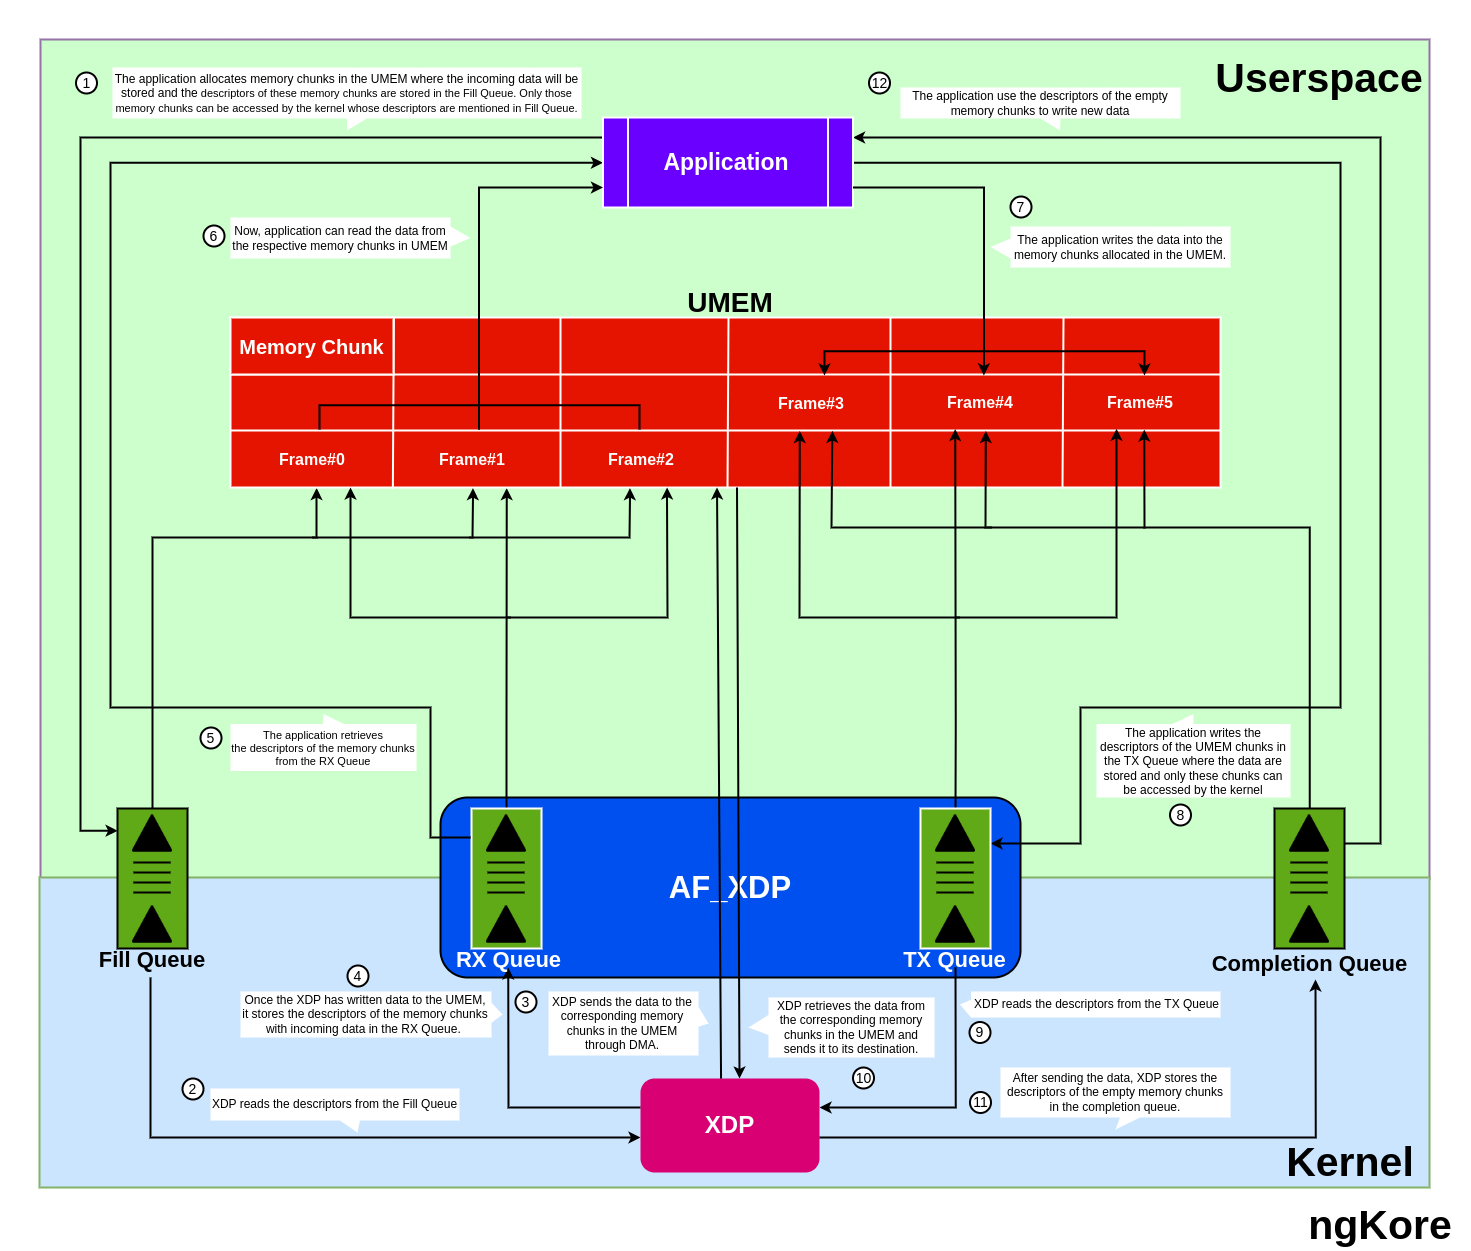 Userspace
1
The application allocates memory chunks in the UMEM where the incoming data will be
stored and the descriptors of these memory chunks are stored in the Fill Queue. Only those
memory chunks can be accessed by the kernel whose descriptors are mentioned in Fill Queue.
12
The application use the descriptors of the empty
memory chunks to write new data
Application
6
Now, application can read the data from
the respective memory chunks in UMEM
7
The application writes the data into the
memory chunks allocated in the UMEM.
UMEM
Memory Chunk
Frame#3
Frame#4
Frame#5
Frame#0
Frame#1
Frame#2
5
The application retrieves
the descriptors of the memory chunks
from the RX Queue
The application writes the
descriptors of the UMEM chunks in
the TX Queue where the data are
stored and only these chunks can
be accessed by the kernel
8
AF_XDP
Fill Queue
RX Queue
TX Queue
Completion Queue
4
Once the XDP has written data to the UMEM,
it stores the descriptors of the memory chunks
with incoming data in the RX Queue.
3
XDP sends the data to the
corresponding memory
chunks in the UMEM
through DMA.
XDP retrieves the data from
the corresponding memory
chunks in the UMEM and
sends it to its destination.
10
XDP reads the descriptors from the TX Queue
9
2
XDP reads the descriptors from the Fill Queue
11
After sending the data, XDP stores the
descriptors of the empty memory chunks
in the completion queue.
XDP
Kernel
ngKore